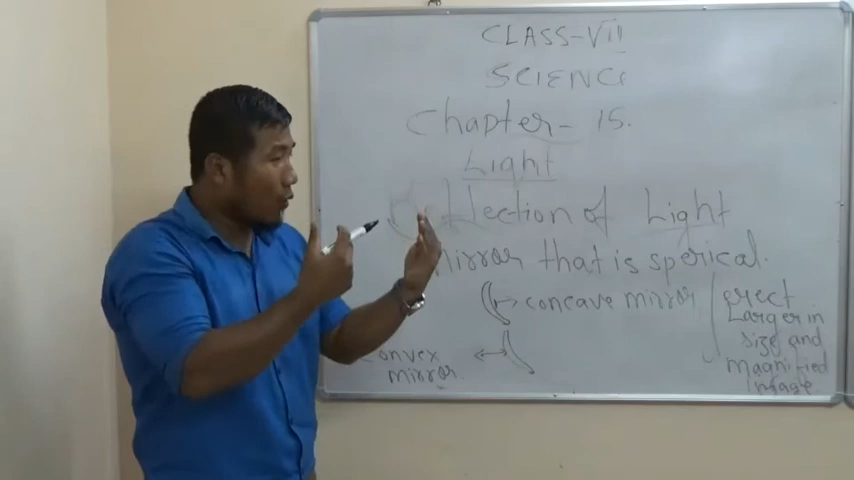 CLASS-VII
SCIENCE
Chapter- 15.
Light
flection of Light
mirror that is sperical.
concave mirror
erect
Larger in
size and
magnified
image
Convex
mirror